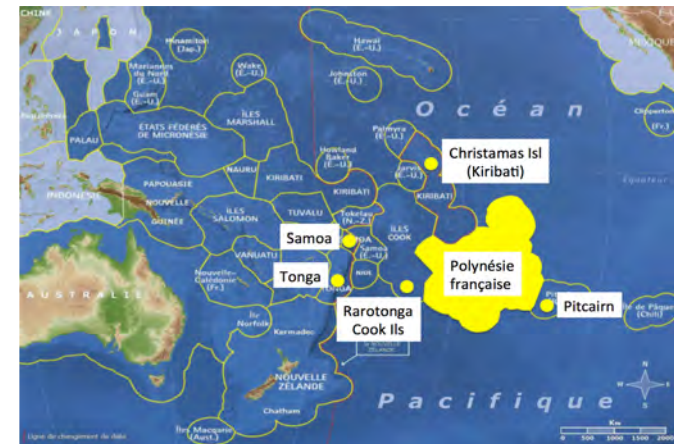 CHINE
JAPON
Minamitori
(Jap.)
Mariannes
du Nord
(É.-U.)
Guam
(É.-U.)
Wake
(É.-U.)
Hawaï
(É.-U.)
Johnston
(É.-U.)
MEXIQUE
Océan
Clipperton
(Fr.)
PALAU
ÉTATS FÉDÉRÉS
DE MICRONÉSIE
ÎLES
MARSHALL
Palmyra
(É.-U.)
Howland
Baker
(É.-U.)
Jarvis
(É.-U.)
Christamas Isl
(Kiribati)
Équateur
NAURU
KIRIBATI
KIRIBATI
KIRIBATI
INDONÉSIE
PAPOUASIE
NOUVELLE
GUINÉE
ÎLES
SALOMON
TUVALU
Tokelau
(N.-Z.)
ÎLES
COOK
Samoa
Samoa
(É.-U.)
VANUATU
Tonga
NIUE
TONGA
Polynésie
française
Nouvelle-
Calédonie
(Fr.)
AUSTRALIE
Rarotonga
Cook Ils
Pitcairn
Île de Pâques
(Chili)
Île
Norfolk
Kermadec
NOUVELLE
ZÉLANDE
Chatham
Pacifique
N
W
E
S
Km
0 500 1000 1500 2000
Îles Macquarie
(Aust.)
Ligne de changement de date